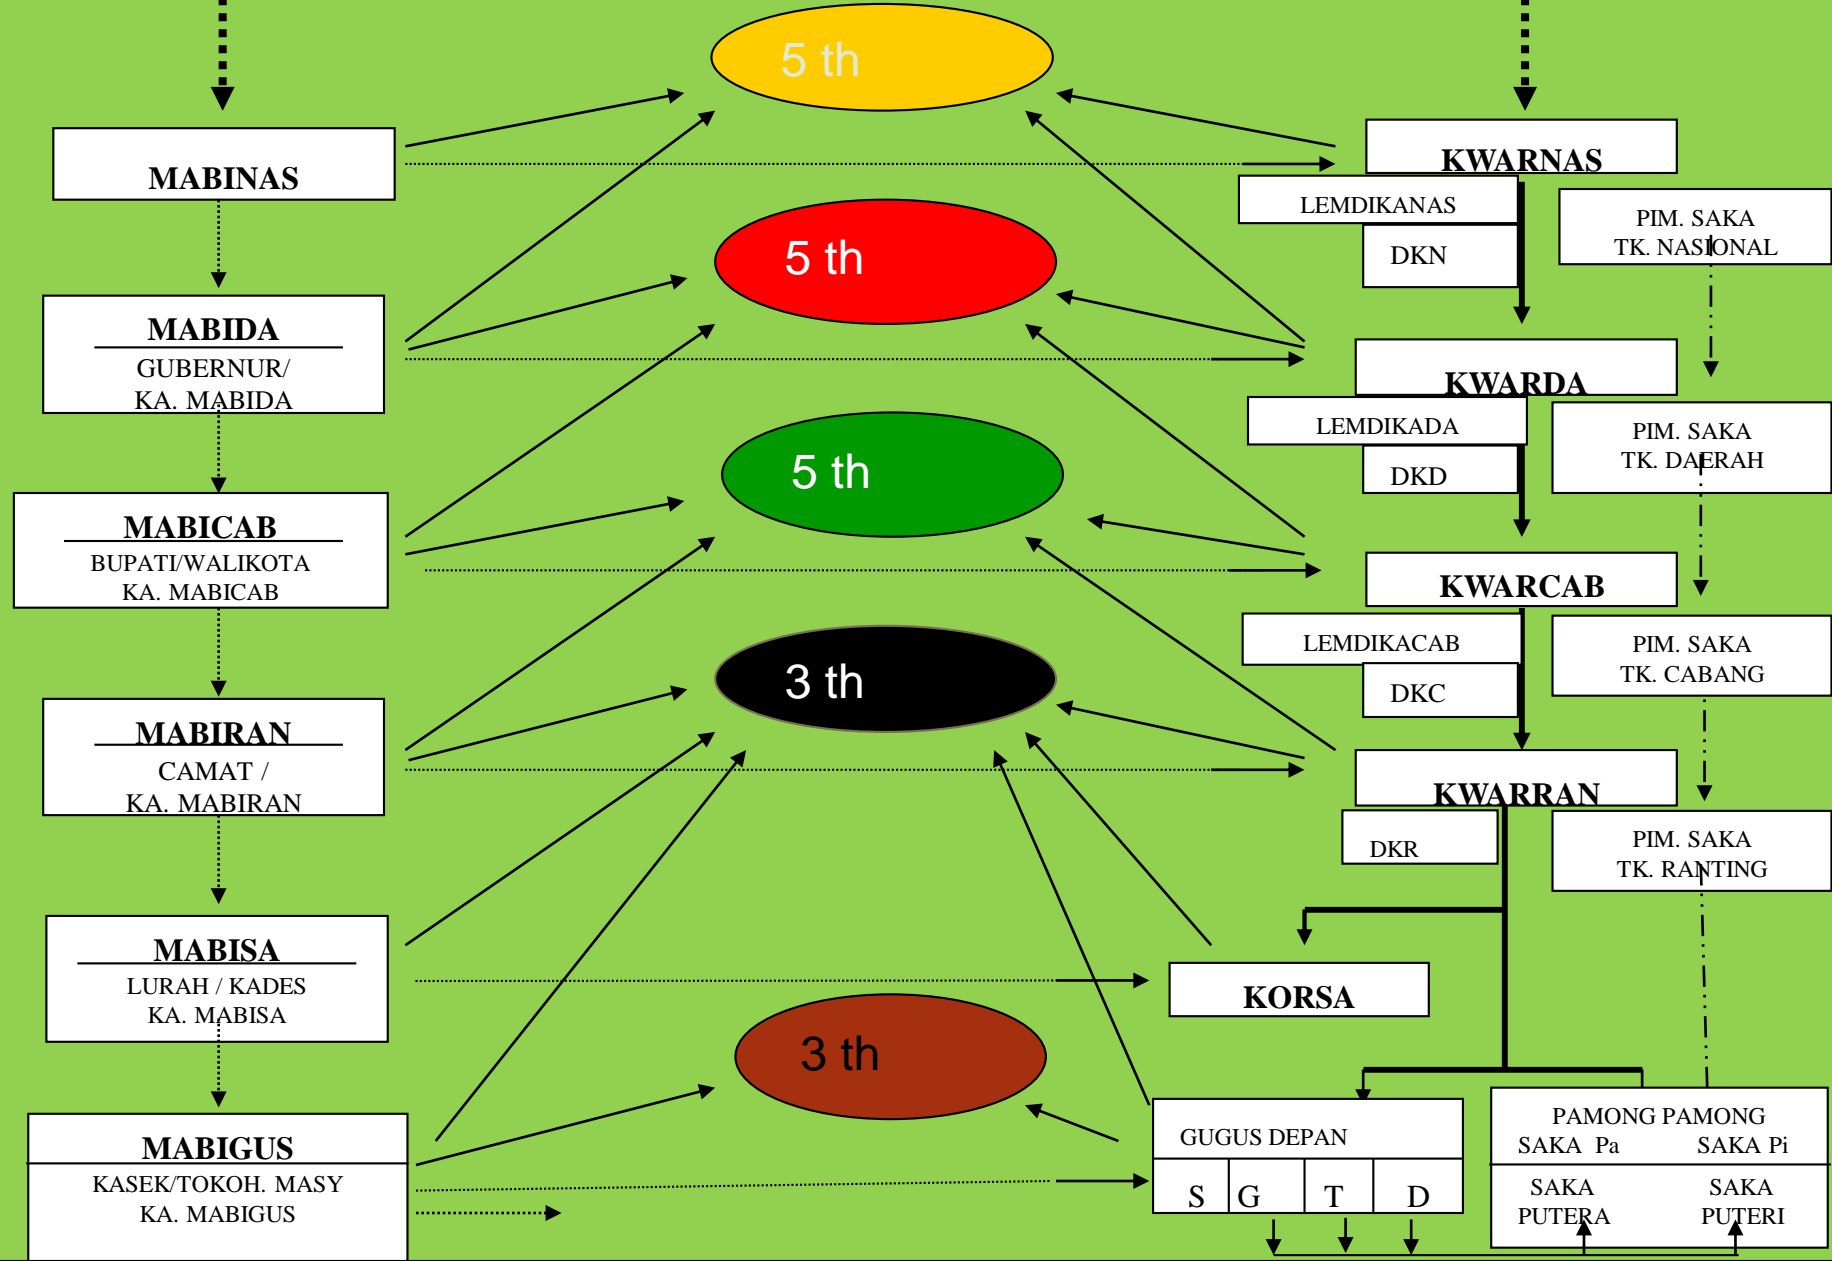 5 th
MABINAS
KWARNAS
LEMDIKANAS
DKN
PIM. SAKA
TK. NASIONAL
5 th
MABIDA
GUBERNUR/
KA. MABIDA
KWARDA
LEMDIKADA
DKD
PIM. SAKA
TK. DAERAH
5 th
MABICAB
BUPATI/WALIKOTA
KA. MABICAB
KWARCAB
LEMDIKACAB
DKC
PIM. SAKA
TK. CABANG
3 th
MABIRAN
CAMAT /
KA. MABIRAN
KWARRAN
DKR
PIM. SAKA
TK. RANTING
MABISA
LURAH / KADES
KA. MABISA
KORSA
3 th
MABIGUS
KASEK/TOKOH. MASY
KA. MABIGUS
GUGUS DEPAN
S G T D
PAMONG PAMONG
SAKA Pa SAKA Pi
SAKA PUTERA
SAKA PUTERI